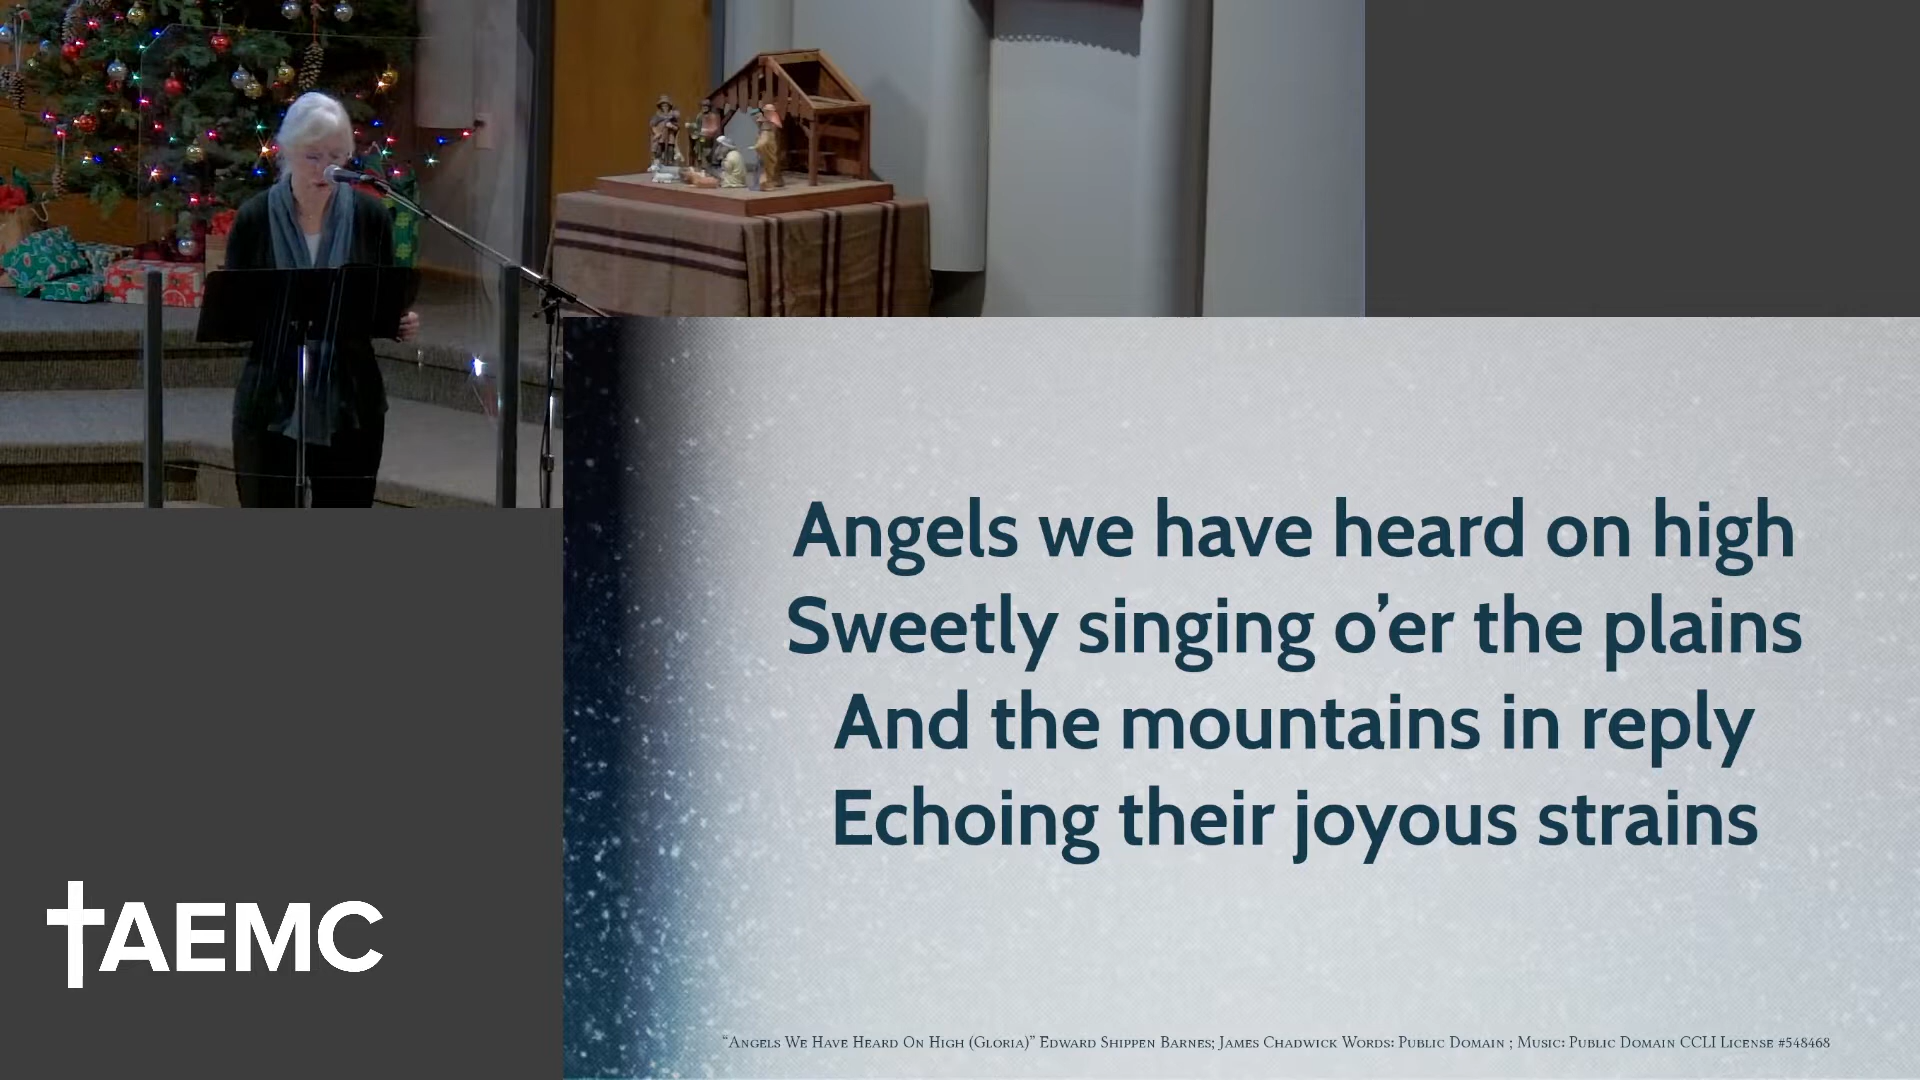 Angels we have heard on high
Sweetly singing o’er the plains
And the mountains in reply
Echoing their joyous strains
AEMC
“Angels We Have Heard On High (Gloria)” Edward Shippen Barnes; James Chadwick Words: Public Domain ; Music: Public Domain CCLI License #548468